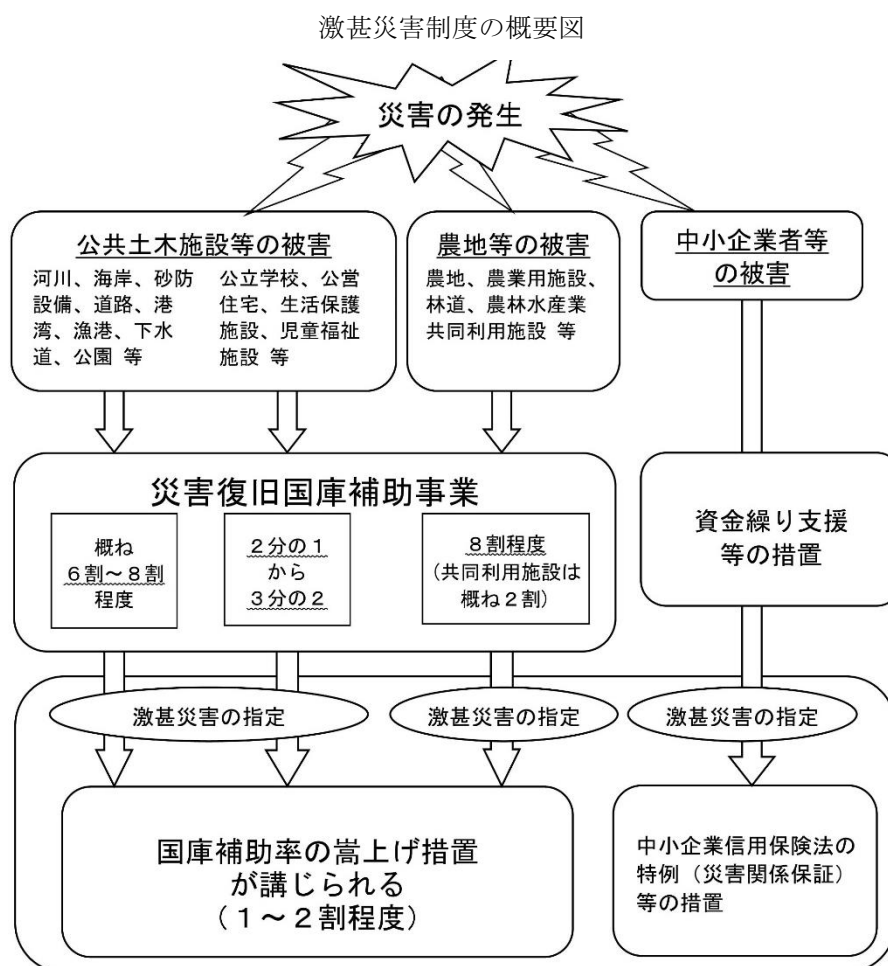 激甚災害制度の概要図
災害の発生
公共土木施設等の被害
河川、海岸、砂防
設備、道路、港
湾、漁港、下水
道、公園 等
公立学校、公営
住宅、生活保護
施設、児童福祉
施設 等
農地等の被害
農地、農業用施設、
林道、農林水産業
共同利用施設 等
中小企業者等
の被害
災害復旧国庫補助事業
概ね
6割～8割
程度
2分の1
から
3分の2
8割程度
（共同利用施設は
概ね2割）
資金繰り支援
等の措置
激甚災害の指定
激甚災害の指定
激甚災害の指定
国庫補助率の嵩上げ措置
が講じられる
（1～2割程度）
中小企業信用保険法の
特例（災害関係保証）
等の措置